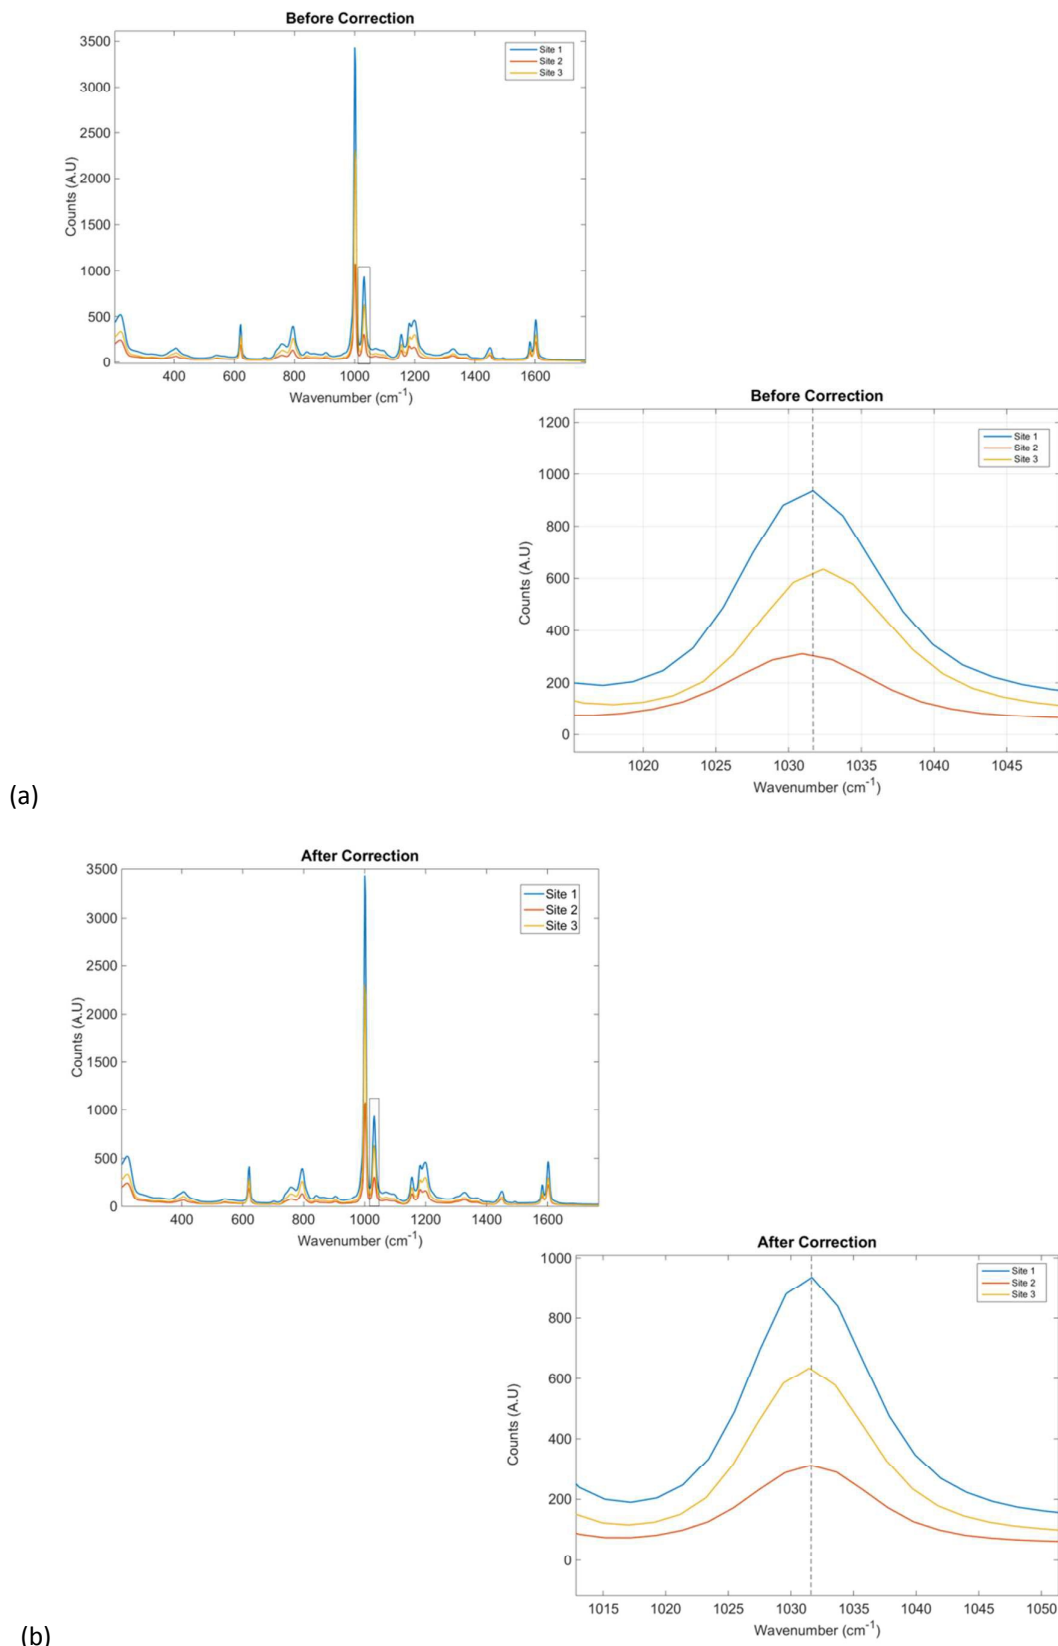 Before Correction
3500
3000
2500
2000
1500
1000
500
0
Counts (A.U)
Site 1
Site 2
Site 3
400 600 800 1000 1200 1400 1600
Wavenumber (cm-1)
Before Correction
1200
1000
800
600
400
200
0
Counts (A.U)
Site 1
Site 2
Site 3
1020 1025 1030 1035 1040 1045
Wavenumber (cm-1)
(a)
After Correction
3500
3000
2500
2000
1500
1000
500
0
Counts (A.U)
Site 1
Site 2
Site 3
400 600 800 1000 1200 1400 1600
Wavenumber (cm-1)
After Correction
1000
800
600
400
200
0
Counts (A.U)
Site 1
Site 2
Site 3
1015 1020 1025 1030 1035 1040 1045 1050
Wavenumber (cm-1)
(b)